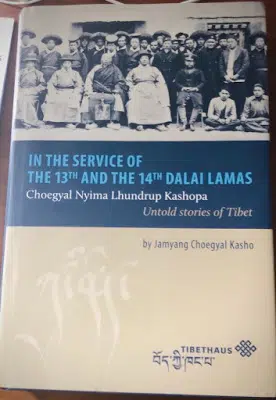 IN THE SERVICE OF
THE 13TH AND THE 14TH DALAI LAMAS
Choegyal Nyima Lhundrup Kashopa
Untold stories of Tibet
by Jamyang Choegyal Kasho
TIBETHAUS
བོད་ཀྱི་ཁང་པ